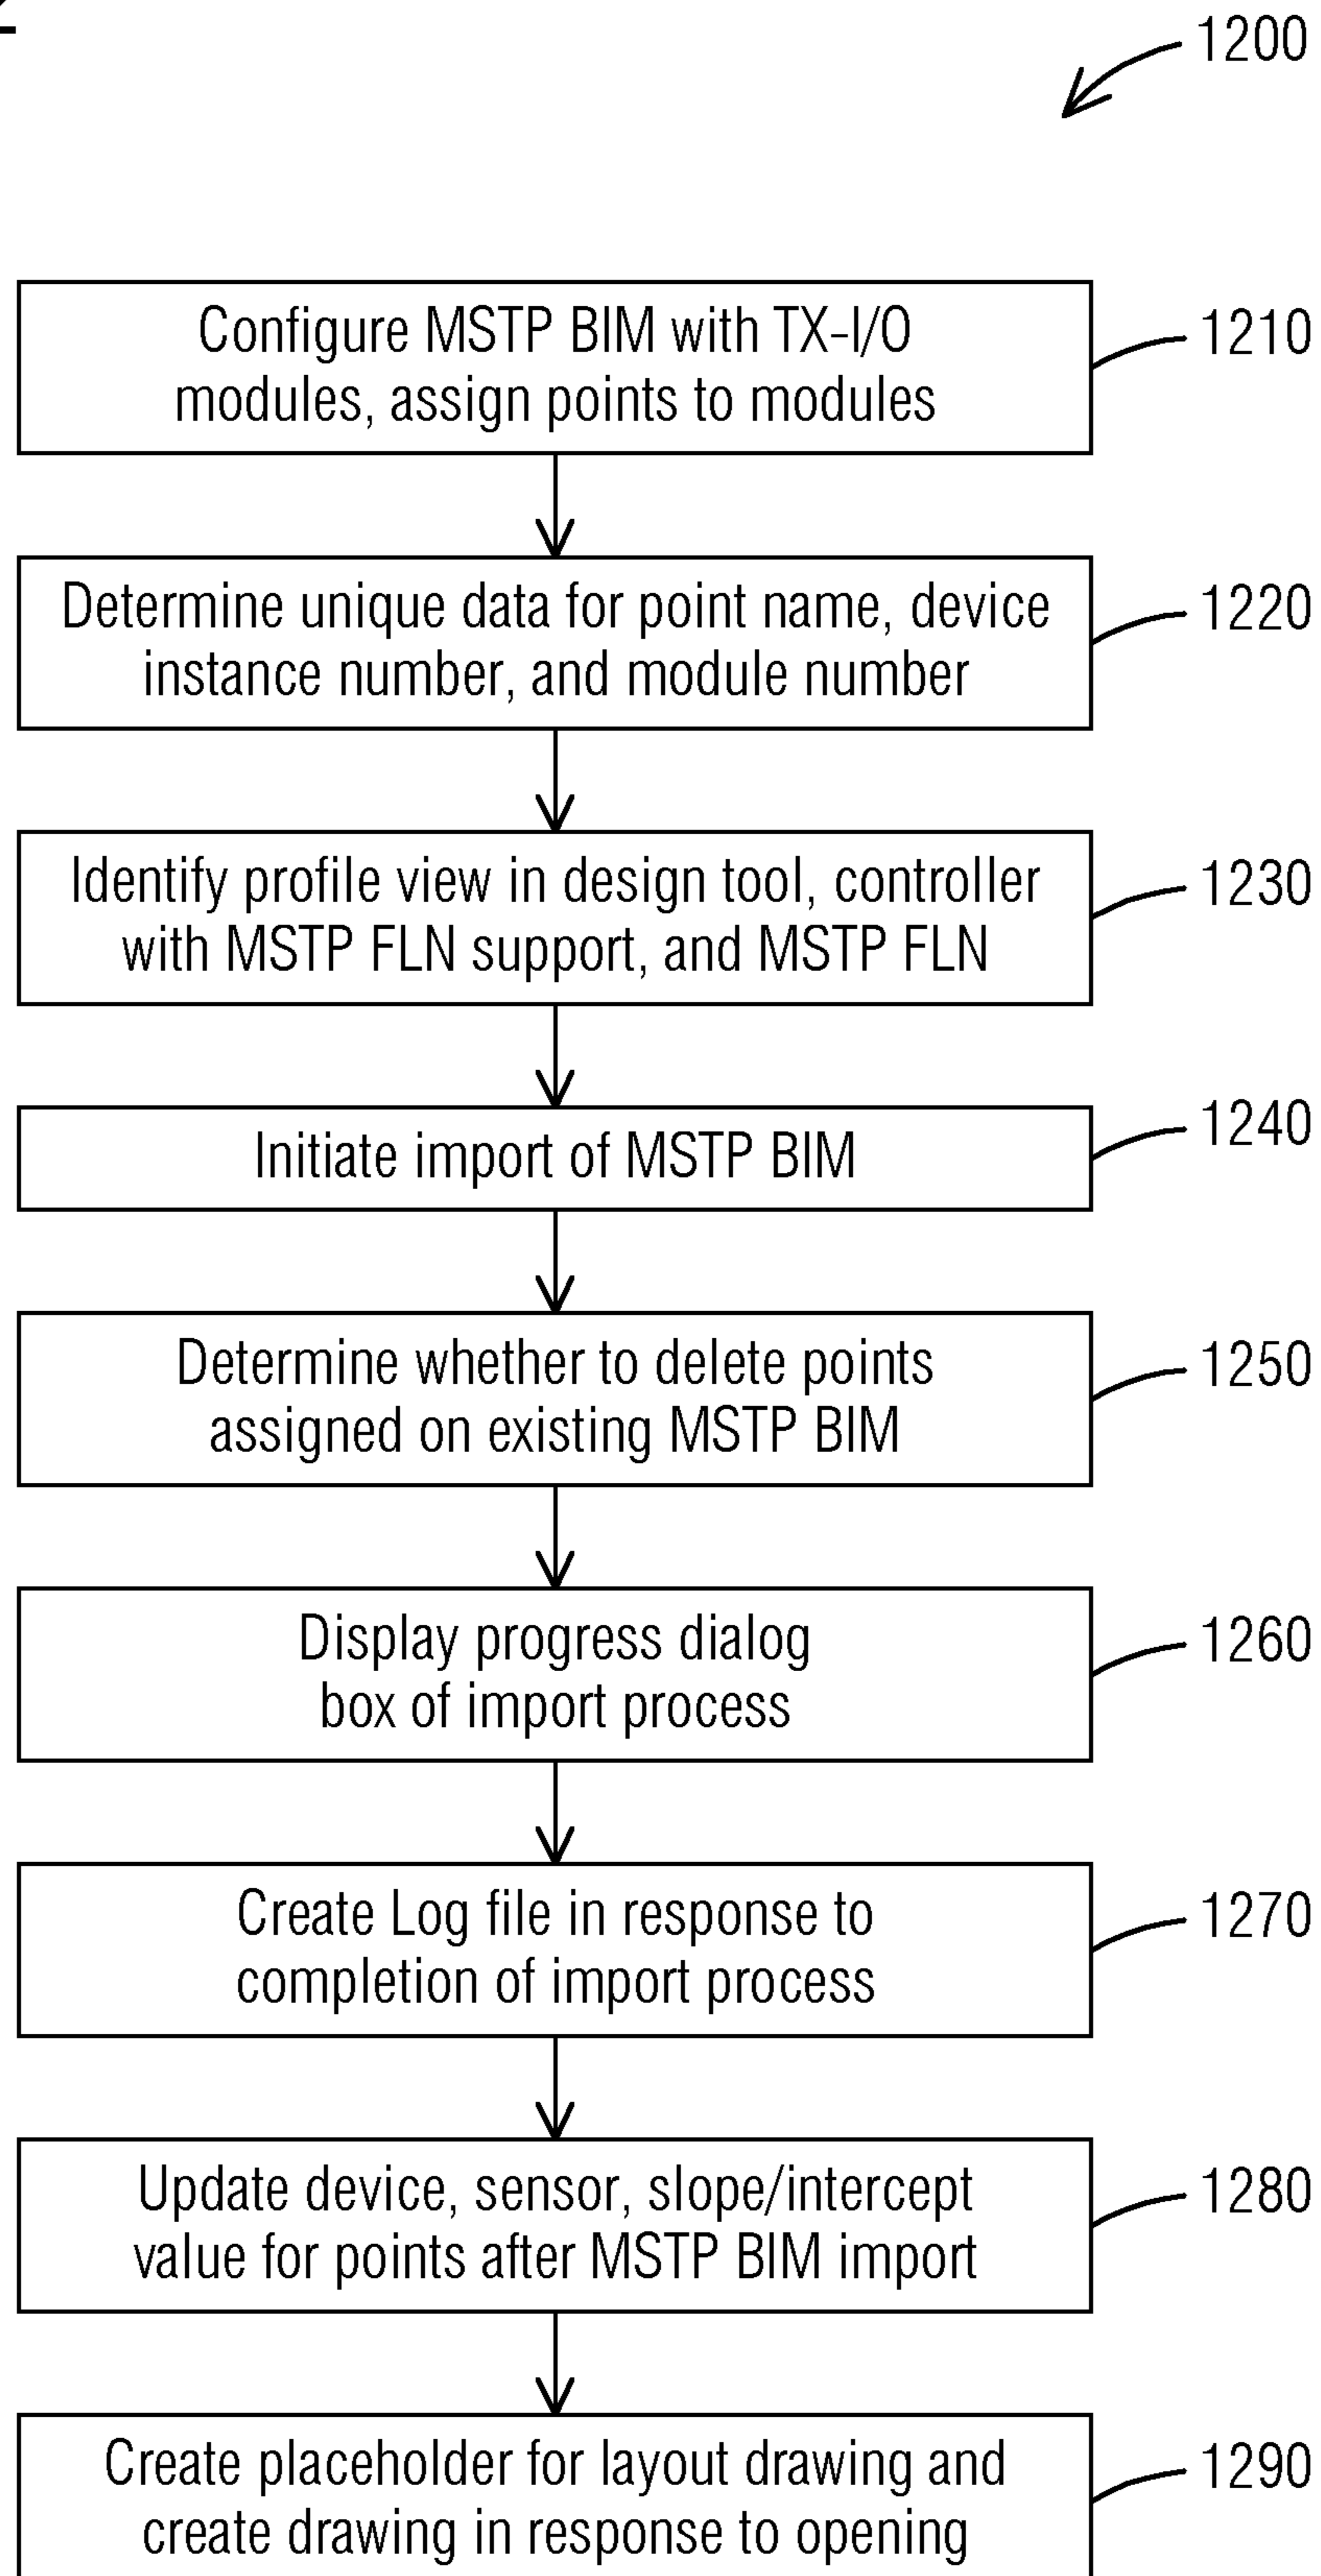 1200
Configure MSTP BIM with TX-I/O
modules, assign points to modules
1210
Determine unique data for point name, device
instance number, and module number
1220
Identify profile view in design tool, controller
with MSTP FLN support, and MSTP FLN
1230
Initiate import of MSTP BIM
1240
Determine whether to delete points
assigned on existing MSTP BIM
1250
Display progress dialog
box of import process
1260
Create Log file in response to
completion of import process
1270
Update device, sensor, slope/intercept
value for points after MSTP BIM import
1280
Create placeholder for layout drawing and
create drawing in response to opening
1290